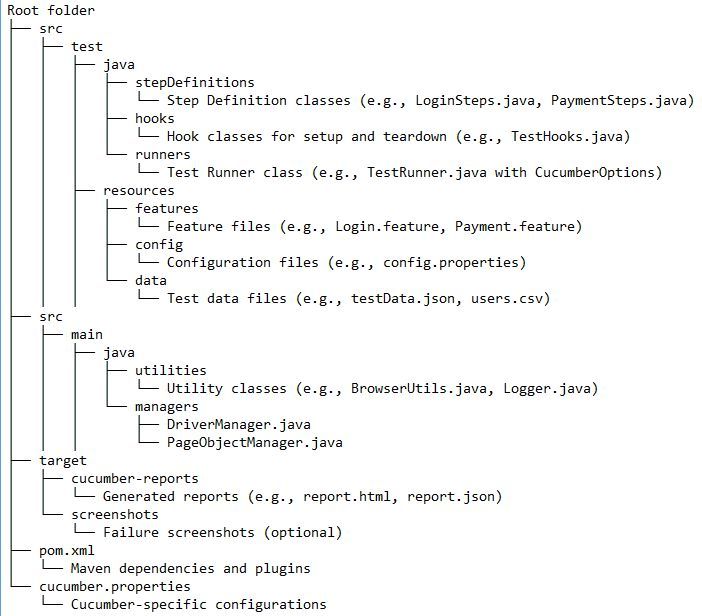 Root folder
├── src
│   ├── test
│   │   ├── java
│   │   │   ├── stepDefinitions
│   │   │   │   └── Step Definition classes (e.g., LoginSteps.java, PaymentSteps.java)
│   │   │   ├── hooks
│   │   │   │   └── Hook classes for setup and teardown (e.g., TestHooks.java)
│   │   │   ├── runners
│   │   │   │   └── Test Runner class (e.g., TestRunner.java with CucumberOptions)
│   │   ├── resources
│   │   │   ├── features
│   │   │   │   └── Feature files (e.g., Login.feature, Payment.feature)
│   │   │   ├── config
│   │   │   │   └── Configuration files (e.g., config.properties)
│   │   │   ├── data
│   │   │   │   └── Test data files (e.g., testData.json, users.csv)
├── src
│   ├── main
│   │   ├── java
│   │   │   ├── utilities
│   │   │   │   └── Utility classes (e.g., BrowserUtils.java, Logger.java)
│   │   │   └── managers
│   │   │       ├── DriverManager.java
│   │   │       └── PageObjectManager.java
├── target
│   ├── cucumber-reports
│   │   └── Generated reports (e.g., report.html, report.json)
│   └── screenshots
│       └── Failure screenshots (optional)
├── pom.xml
│   └── Maven dependencies and plugins
└── cucumber.properties
    └── Cucumber-specific configurations